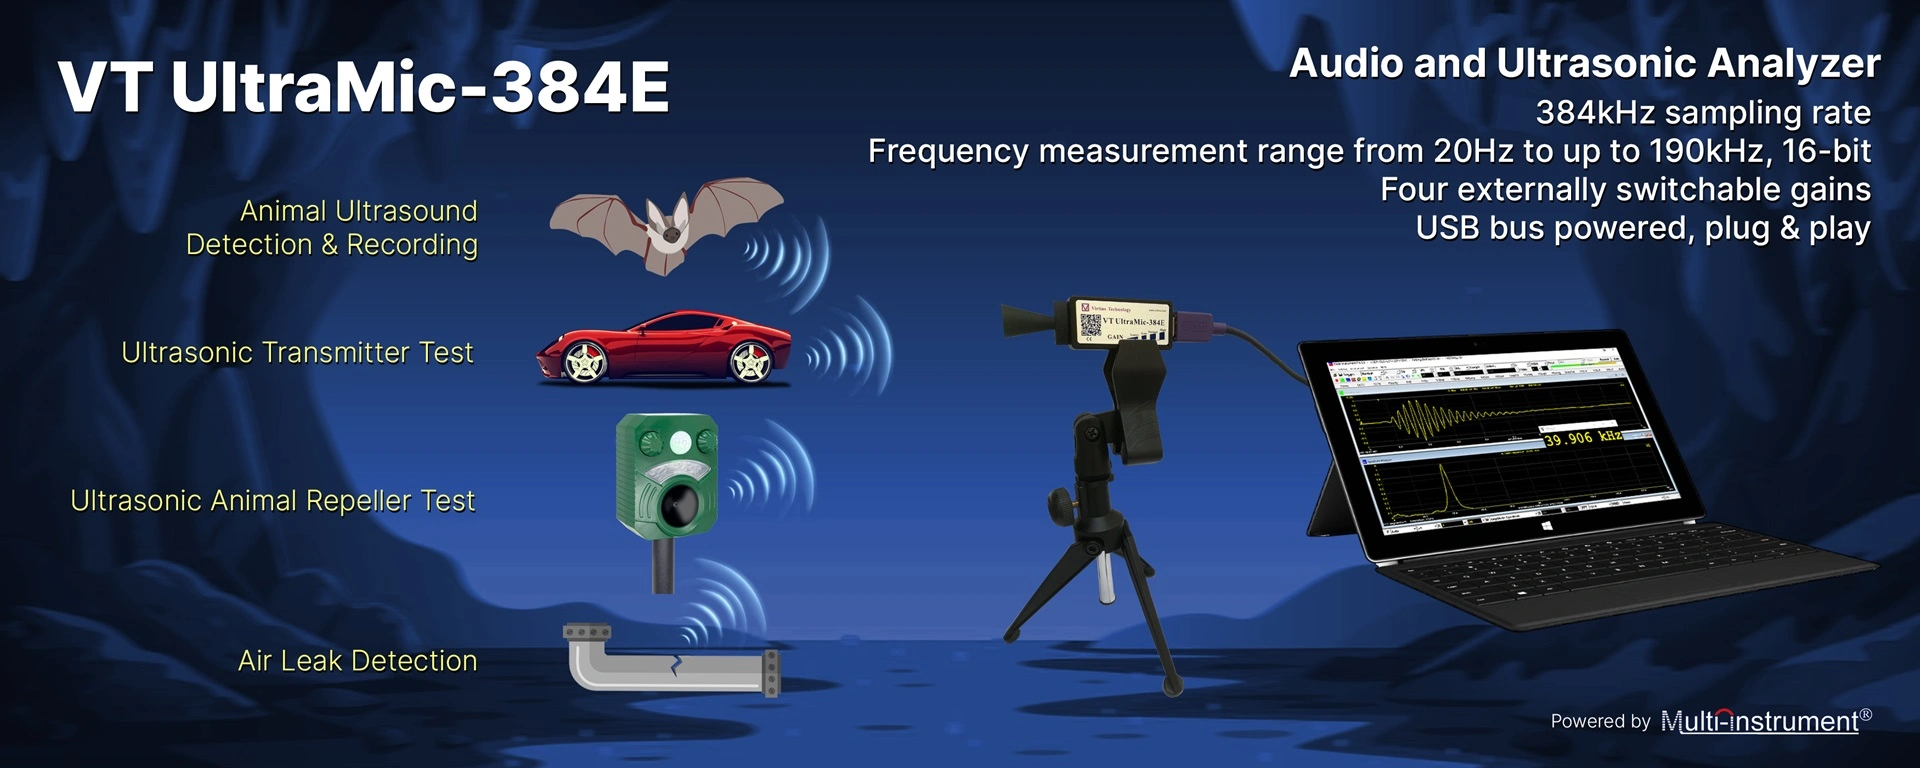 VT UltraMic-384E
Audio and Ultrasonic Analyzer
384kHz sampling rate
Frequency measurement range from 20Hz to up to 190kHz, 16-bit
Four externally switchable gains
USB bus powered, plug & play
Animal Ultrasound
Detection & Recording
Ultrasonic Transmitter Test
Ultrasonic Animal Repeller Test
Air Leak Detection
Virtins Technology
VT UltraMic-384E
GAIN
39.906 kHz
Powered by Multi-Instrument®